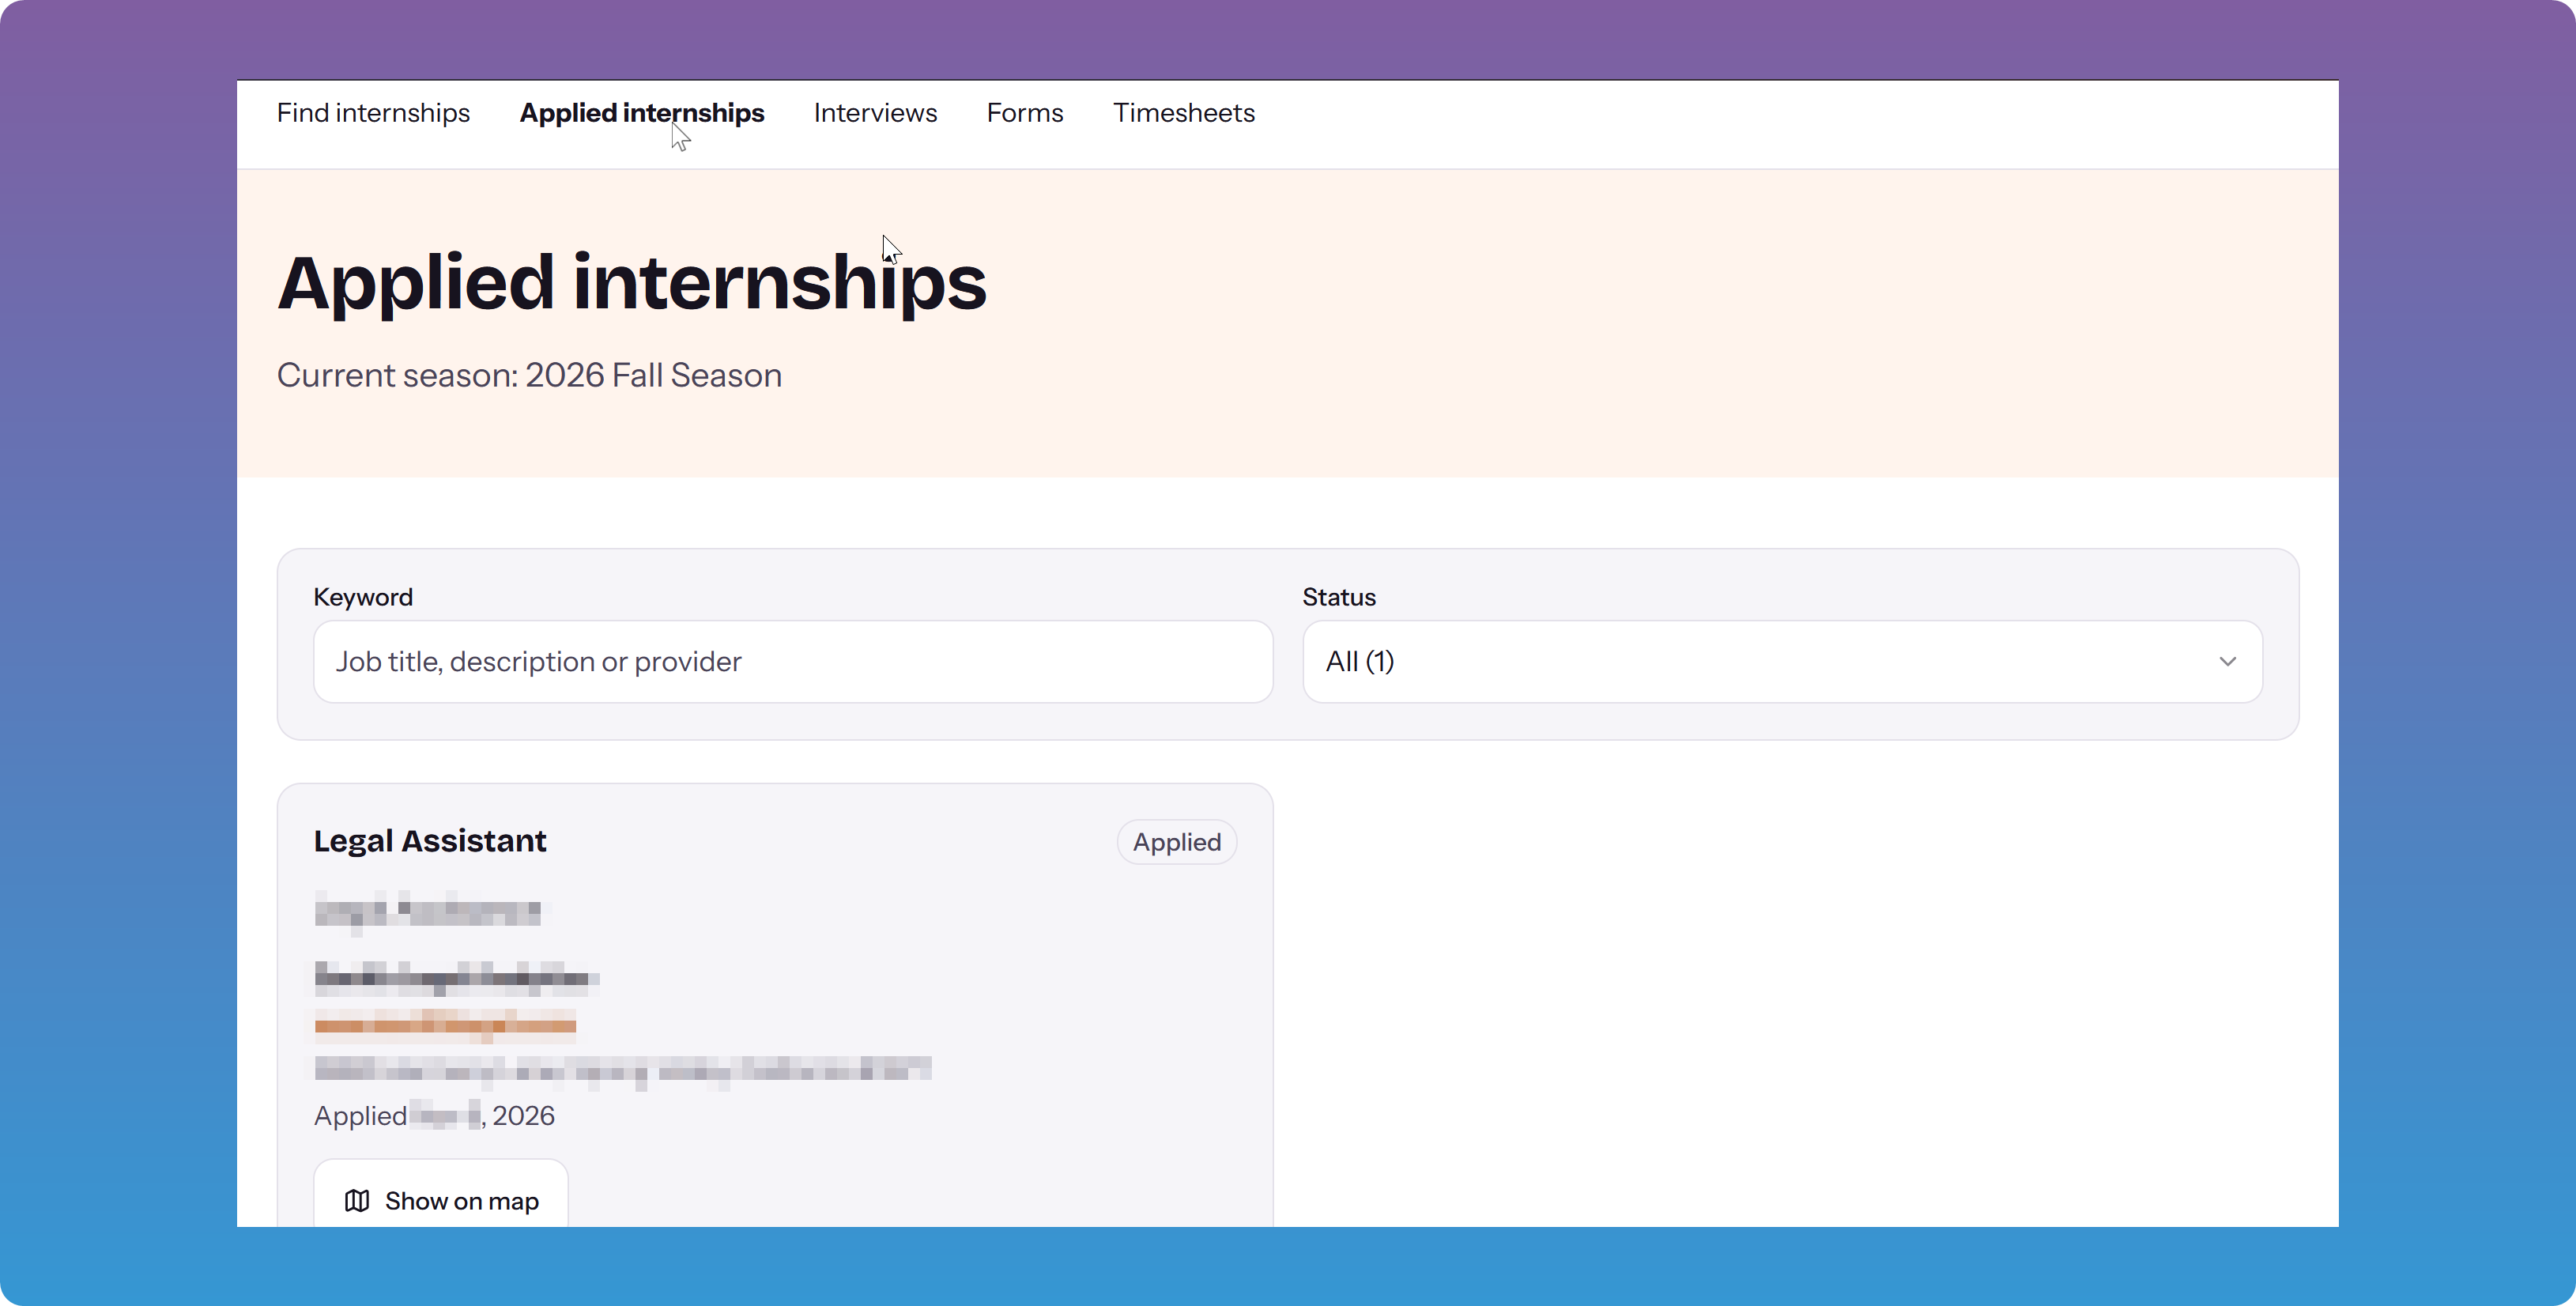 Find internships Applied internships Interviews Forms Timesheets
Applied internships
Current season: 2026 Fall Season
Keyword
Job title, description or provider
Status
All (1)
Legal Assistant
Applied
Applied , 2026
Show on map